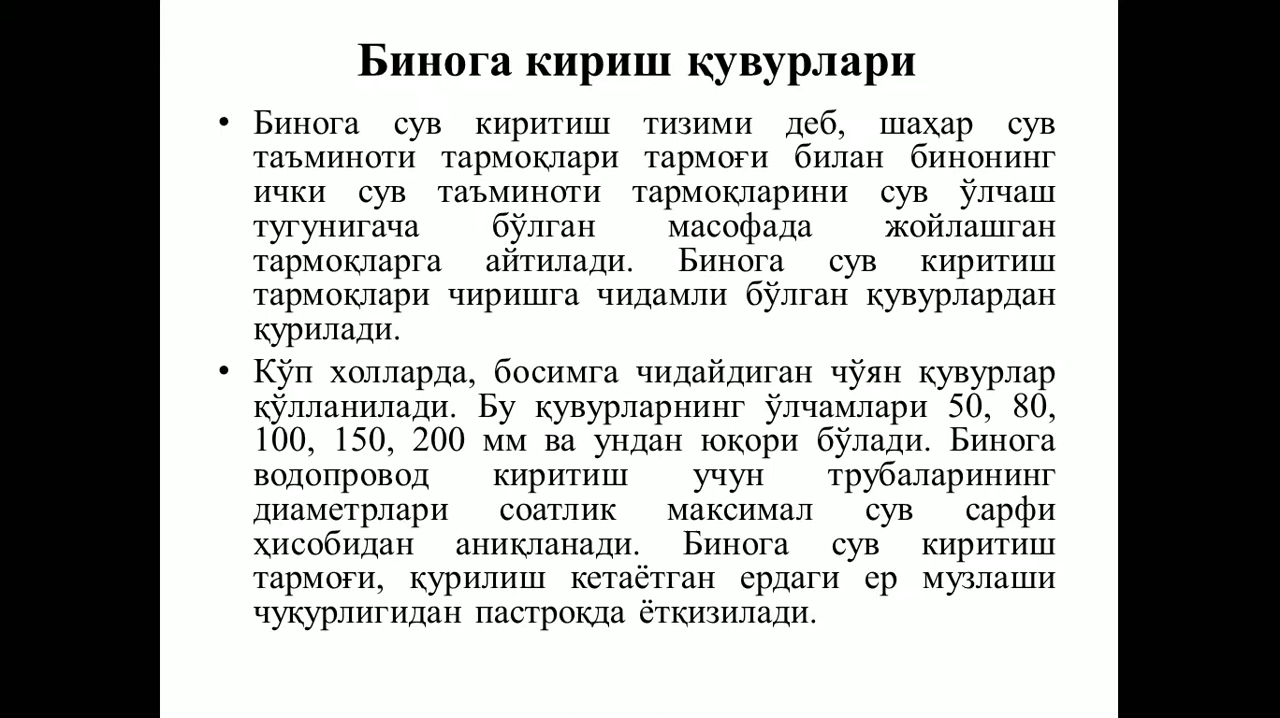 Бинога кириш қувурлари
• Бинога сув киритиш тизими деб, шаҳар сув
таъминоти тармоқлари тармоғи билан бинонинг
ички сув таъминоти тармоқларини сув ўлчаш
тугунигача бўлган масофада жойлашган
тармоқларга айтилади. Бинога сув киритиш
тармоқлари чиришга чидамли бўлган қувурлардан
қурилади.
• Кўп холларда, босимга чидайдиган чўян қувурлар
қўлланилади. Бу қувурларнинг ўлчамлари 50, 80,
100, 150, 200 мм ва ундан юқори бўлади. Бинога
водопровод киритиш учун трубаларининг
диаметрлари соатлик максимал сув сарфи
ҳисобидан аниқланади. Бинога сув киритиш
тармоғи, қурилиш кетаётган ердаги ер музлаши
чуқурлигидан пастроқда ётқизилади.